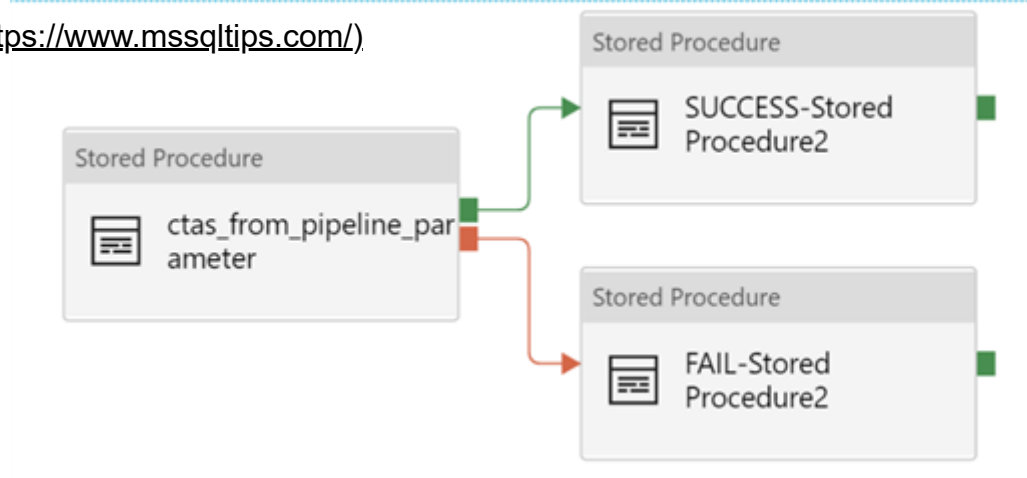 tps://www.mssqltips.com/)
Stored Procedure
SUCCESS-Stored
Procedure2
Stored Procedure
ctas_from_pipeline_par
ameter
Stored Procedure
FAIL-Stored
Procedure2